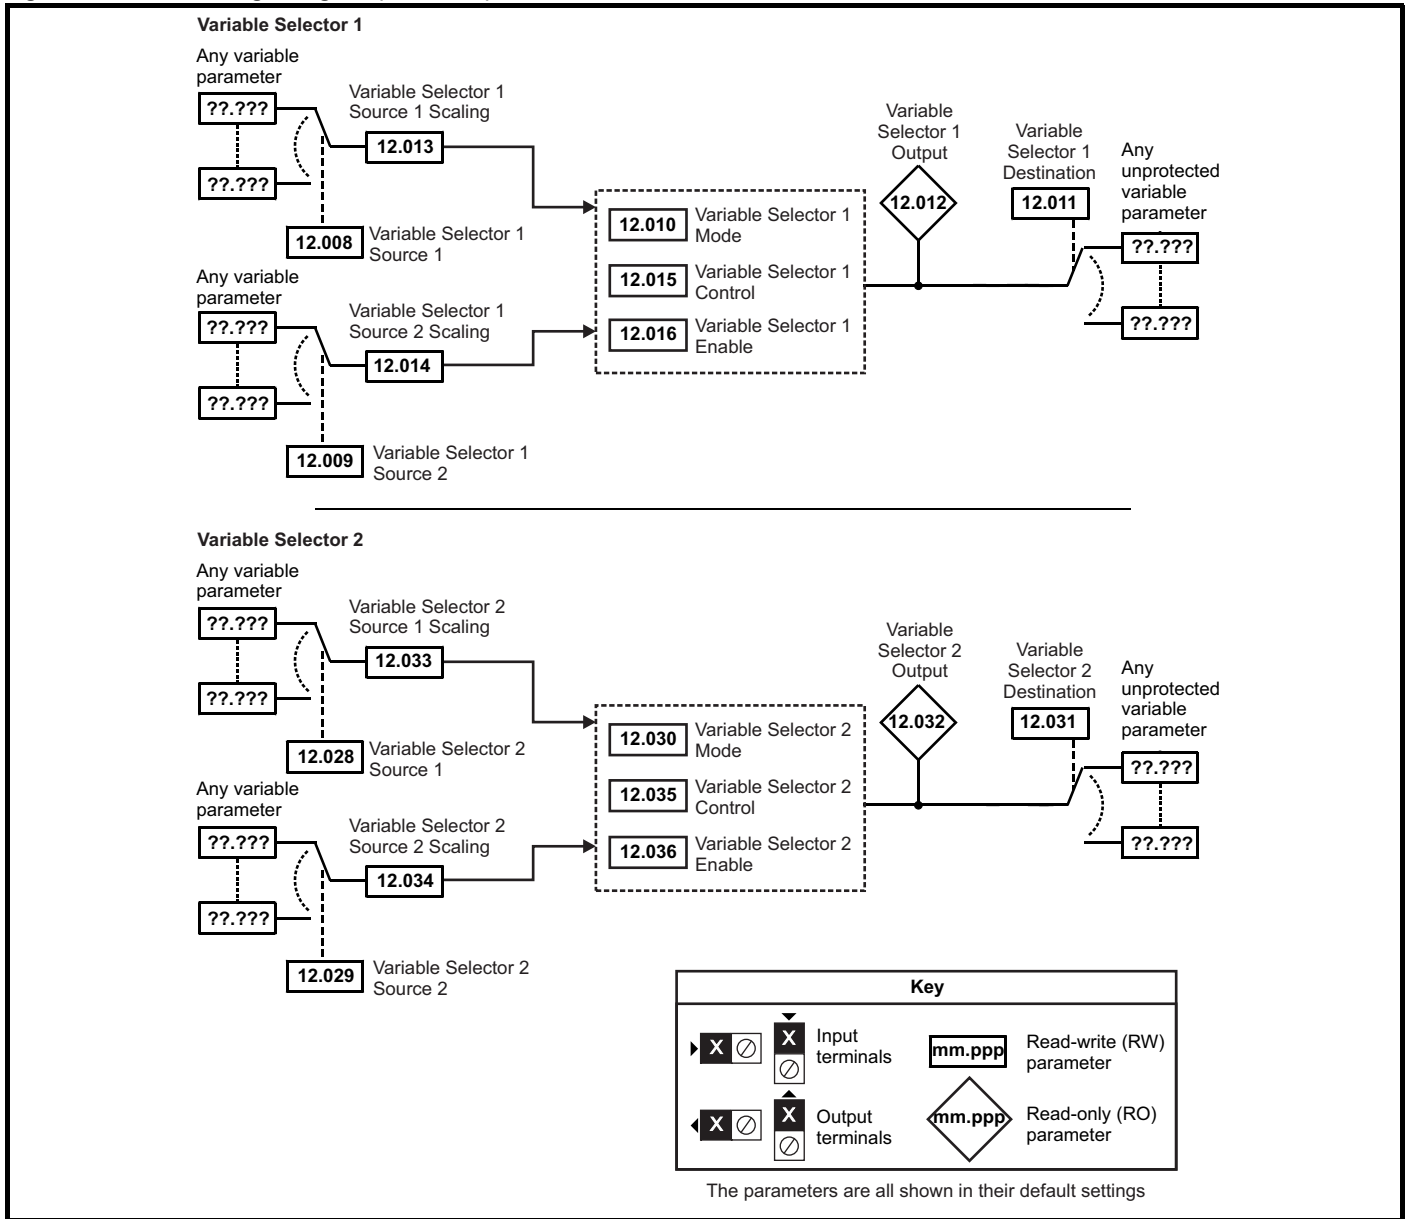 Variable Selector 1
Any variable
parameter
??.???
??.???
Variable Selector 1
Source 1 Scaling
12.013
12.008
Variable Selector 1
Source 1
Any variable
parameter
??.???
??.???
Variable Selector 1
Source 2 Scaling
12.014
12.009
Variable Selector 1
Source 2
12.010
Variable Selector 1
Mode
12.015
Variable Selector 1
Control
12.016
Variable Selector 1
Enable
Variable
Selector 1
Output
12.012
Variable
Selector 1
Destination
12.011
Any
unprotected
variable
parameter
??.???
??.???
Variable Selector 2
Any variable
parameter
??.???
??.???
Variable Selector 2
Source 1 Scaling
12.033
12.028
Variable Selector 2
Source 1
Any variable
parameter
??.???
??.???
Variable Selector 2
Source 2 Scaling
12.034
12.029
Variable Selector 2
Source 2
12.030
Variable Selector 2
Mode
12.035
Variable Selector 2
Control
12.036
Variable Selector 2
Enable
Variable
Selector 2
Output
12.032
Variable
Selector 2
Destination
12.031
Any
unprotected
variable
parameter
??.???
??.???
Key
X
X
Input
terminals
mm.ppp
Read-write (RW)
parameter
X
X
Output
terminals
mm.ppp
Read-only (RO)
parameter
The parameters are all shown in their default settings